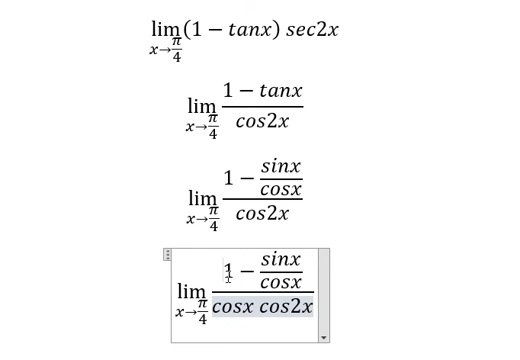 lim x→π/4 (1 − tanx) sec2x
lim x→π/4 (1 − tanx)/(cos2x)
lim x→π/4 (1 − sinx/cosx)/(cos2x)
lim x→π/4 (1 − sinx/cosx)/(cosx cos2x)